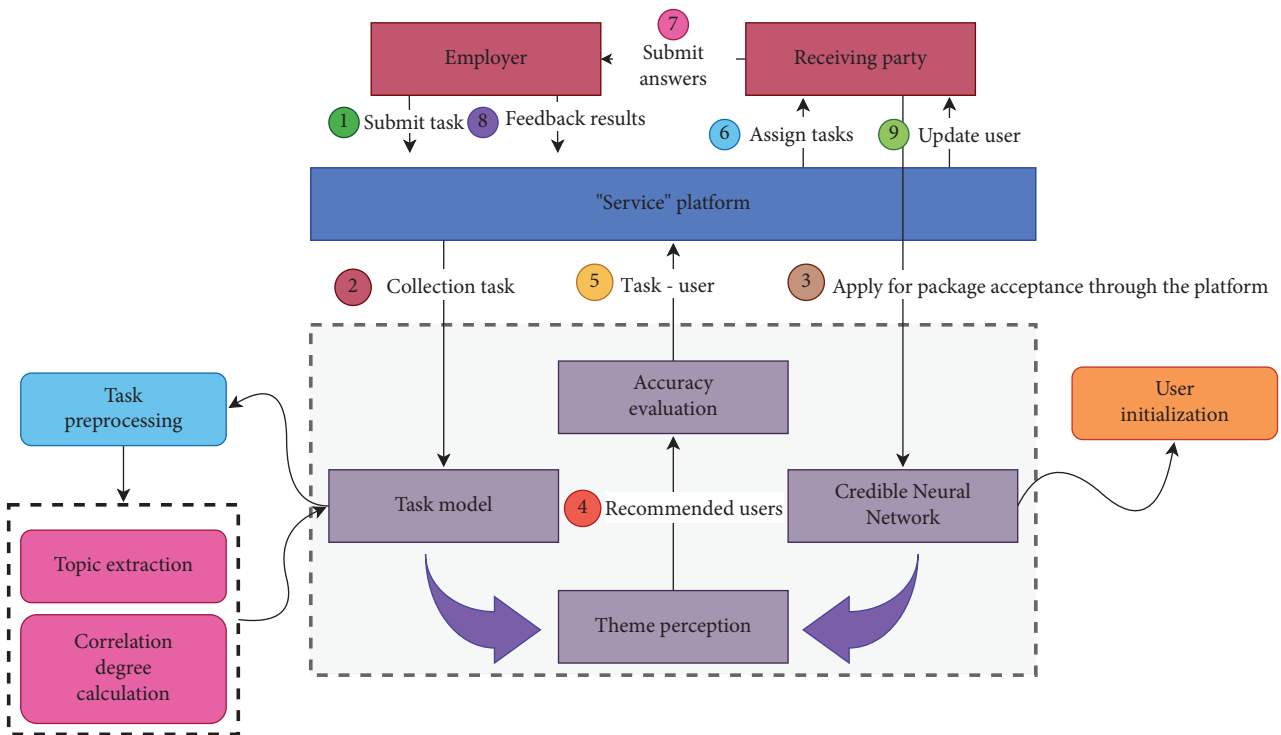 7
Employer
Submit
answers
Receiving party
1
Submit task
8
Feedback results
6
Assign tasks
9
Update user
"Service" platform
2
Collection task
5
Task - user
3
Apply for package acceptance through the platform
Task
preprocessing
Accuracy
evaluation
User
initialization
Task model
4
Recommended users
Credible Neural
Network
Topic extraction
Theme perception
Correlation
degree
calculation